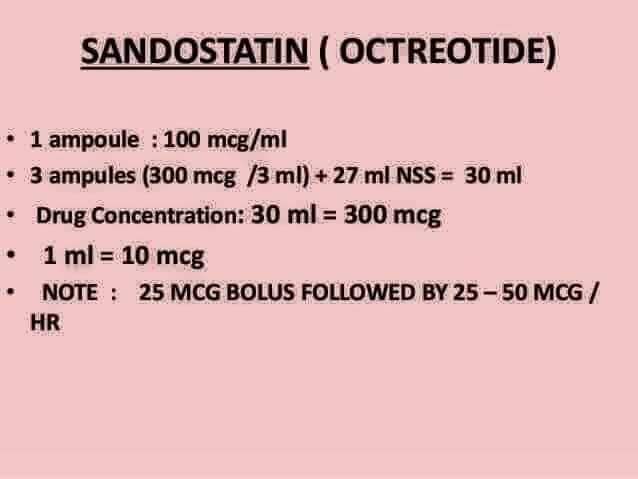 SANDOSTATIN ( OCTREOTIDE)
• 1 ampoule : 100 mcg/ml
• 3 ampules (300 mcg /3 ml) + 27 ml NSS = 30 ml
• Drug Concentration: 30 ml = 300 mcg
• 1 ml = 10 mcg
• NOTE : 25 MCG BOLUS FOLLOWED BY 25 – 50 MCG /
HR